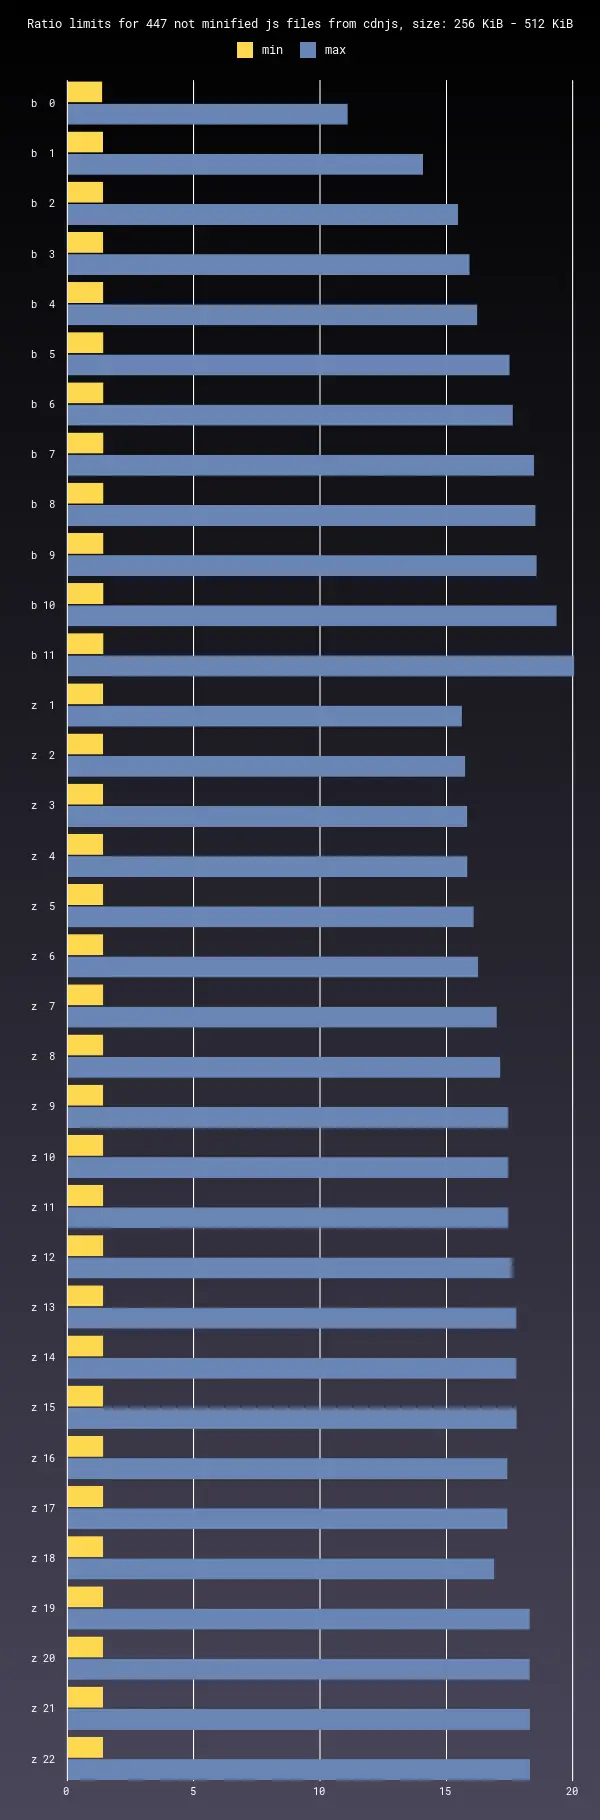 Ratio limits for 447 not minified js files from cdnjs, size: 256 KiB - 512 KiB
min max
b 0
b 1
b 2
b 3
b 4
b 5
b 6
b 7
b 8
b 9
b 10
b 11
z 1
z 2
z 3
z 4
z 5
z 6
z 7
z 8
z 9
z 10
z 11
z 12
z 13
z 14
z 15
z 16
z 17
z 18
z 19
z 20
z 21
z 22
0 5 10 15 20